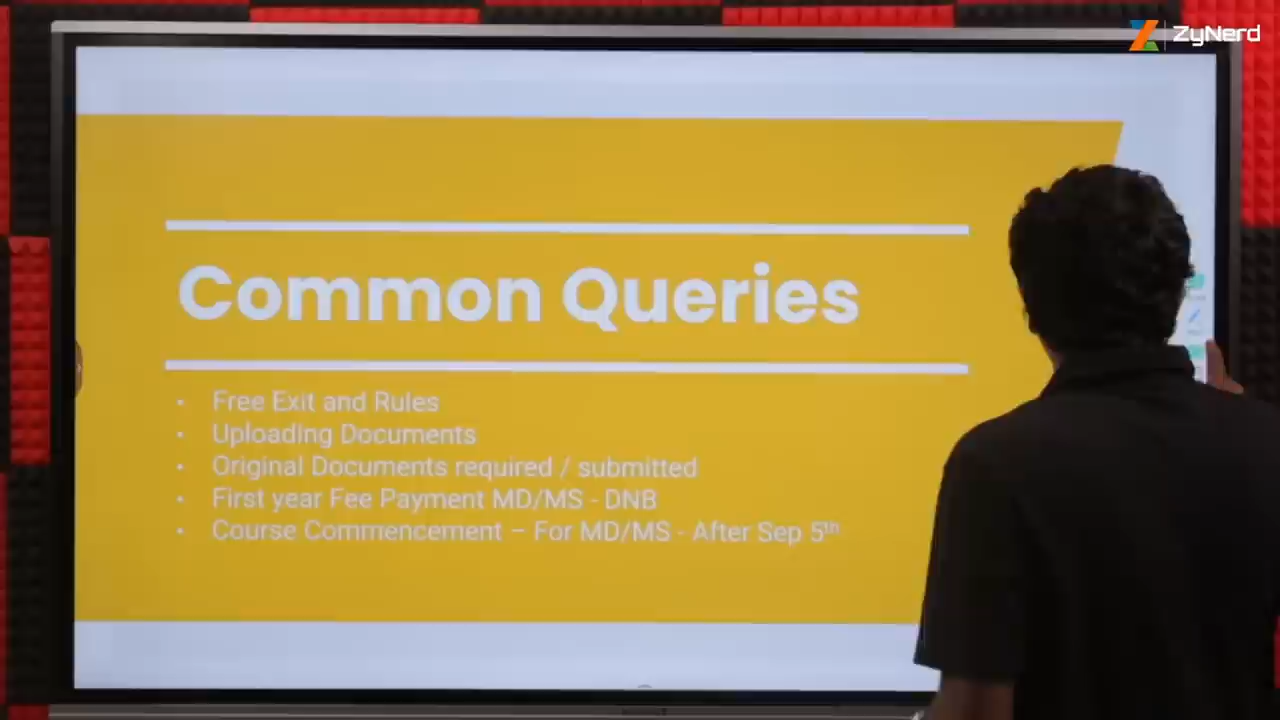 ZyNerd
Common Queries
• Free Exit and Rules
• Uploading Documents
• Original Documents required / submitted
• First year Fee Payment MD/MS - DNB
• Course Commencement – For MD/MS - After Sep 5th